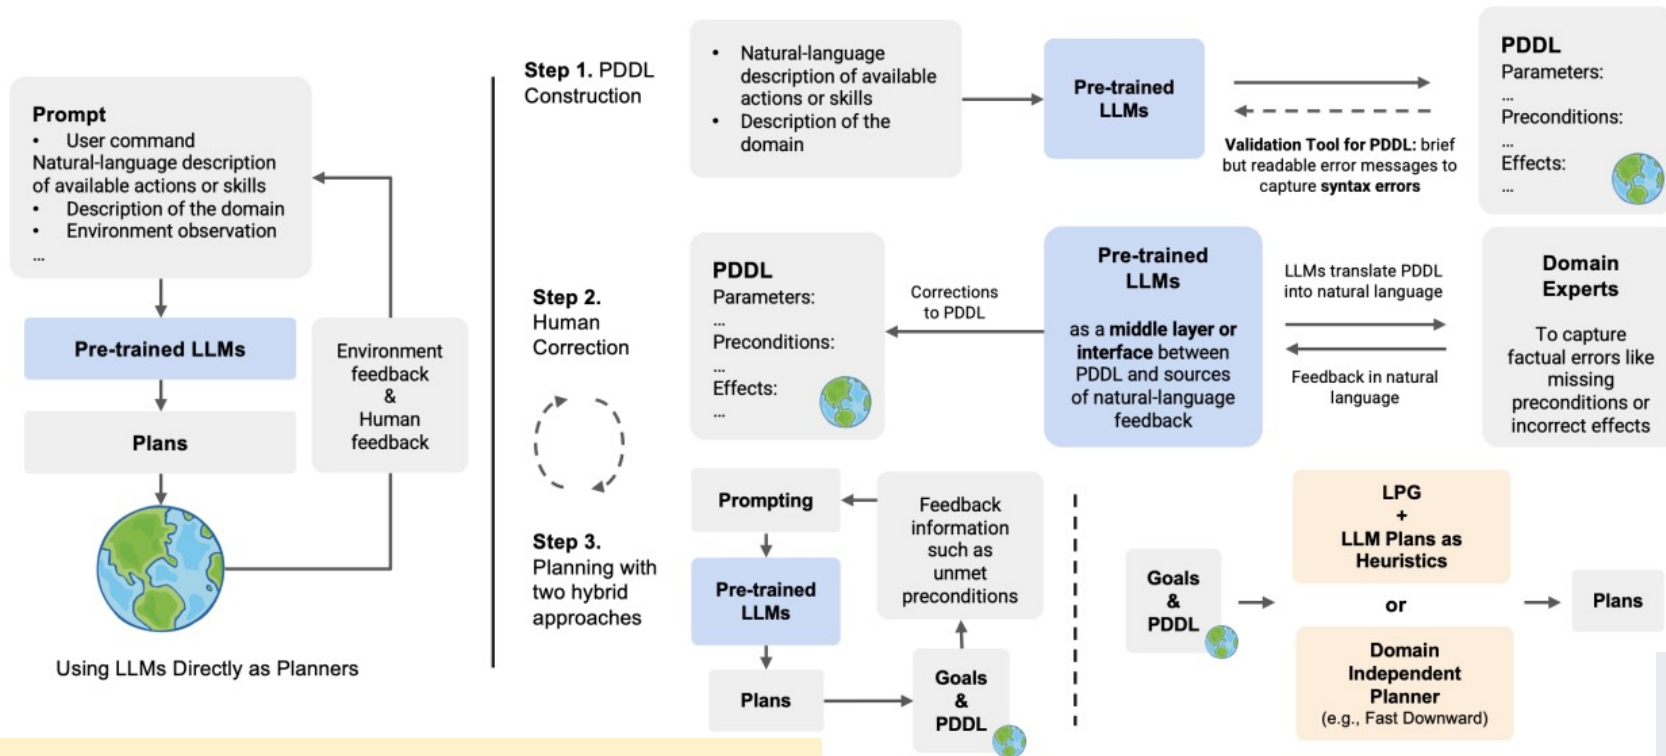 Prompt
• User command
Natural-language description
of available actions or skills
• Description of the domain
• Environment observation
...
Pre-trained LLMs
Plans
Environment
feedback
&
Human
feedback
Using LLMs Directly as Planners
Step 1. PDDL
Construction
• Natural-language
description of available
actions or skills
• Description of the
domain
Pre-trained
LLMs
Validation Tool for PDDL: brief
but readable error messages to
capture syntax errors
PDDL
Parameters:
...
Preconditions:
...
Effects:
...
Step 2.
Human
Correction
PDDL
Parameters:
...
Preconditions:
...
Effects:
...
Corrections
to PDDL
Pre-trained
LLMs
as a middle layer or
interface between
PDDL and sources
of natural-language
feedback
LLMs translate PDDL
into natural language
Feedback in natural
language
Domain
Experts
To capture
factual errors like
missing
preconditions or
incorrect effects
Step 3.
Planning with
two hybrid
approaches
Prompting
Pre-trained
LLMs
Plans
Feedback
information
such as
unmet
preconditions
Goals
&
PDDL
Goals
&
PDDL
LPG
+
LLM Plans as
Heuristics
or
Domain
Independent
Planner
(e.g., Fast Downward)
Plans